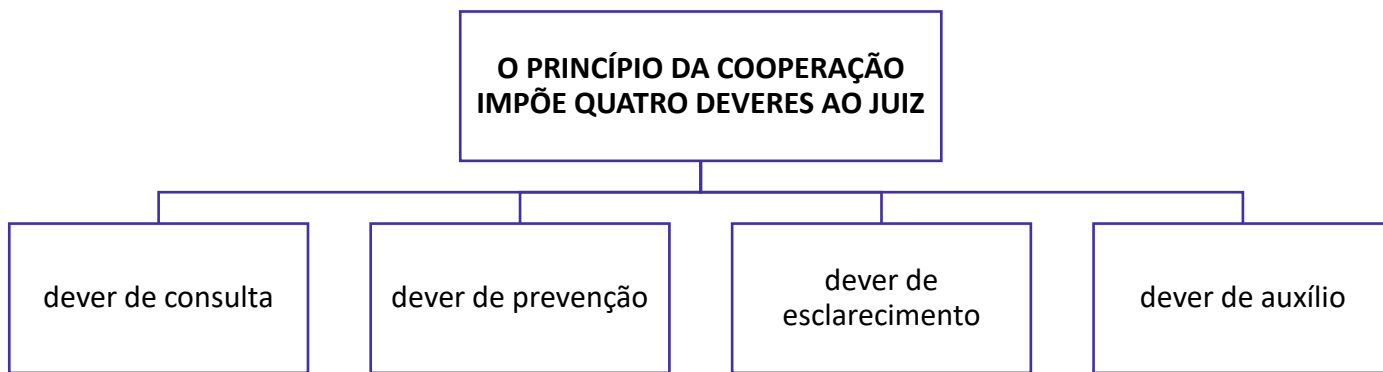 O PRINCÍPIO DA COOPERAÇÃO
IMPÕE QUATRO DEVERES AO JUIZ
dever de consulta
dever de prevenção
dever de
esclarecimento
dever de auxílio